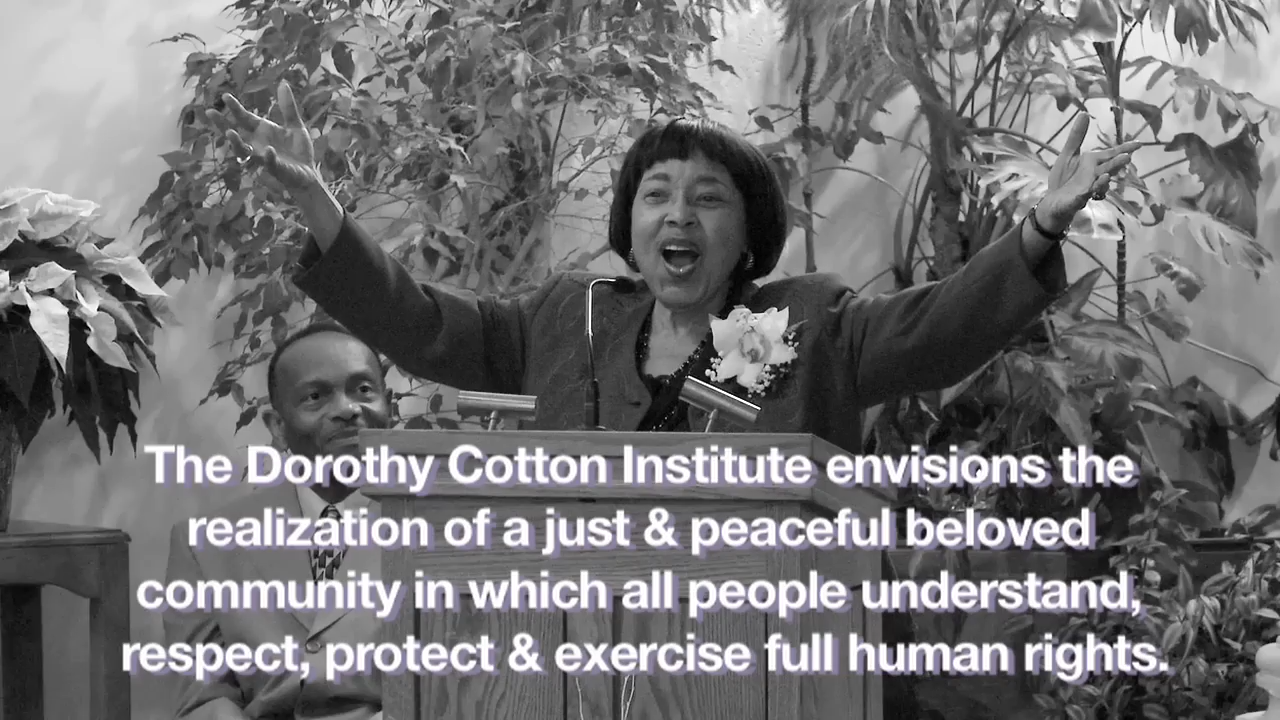 The Dorothy Cotton Institute envisions the
realization of a just & peaceful beloved
community in which all people understand,
respect, protect & exercise full human rights.